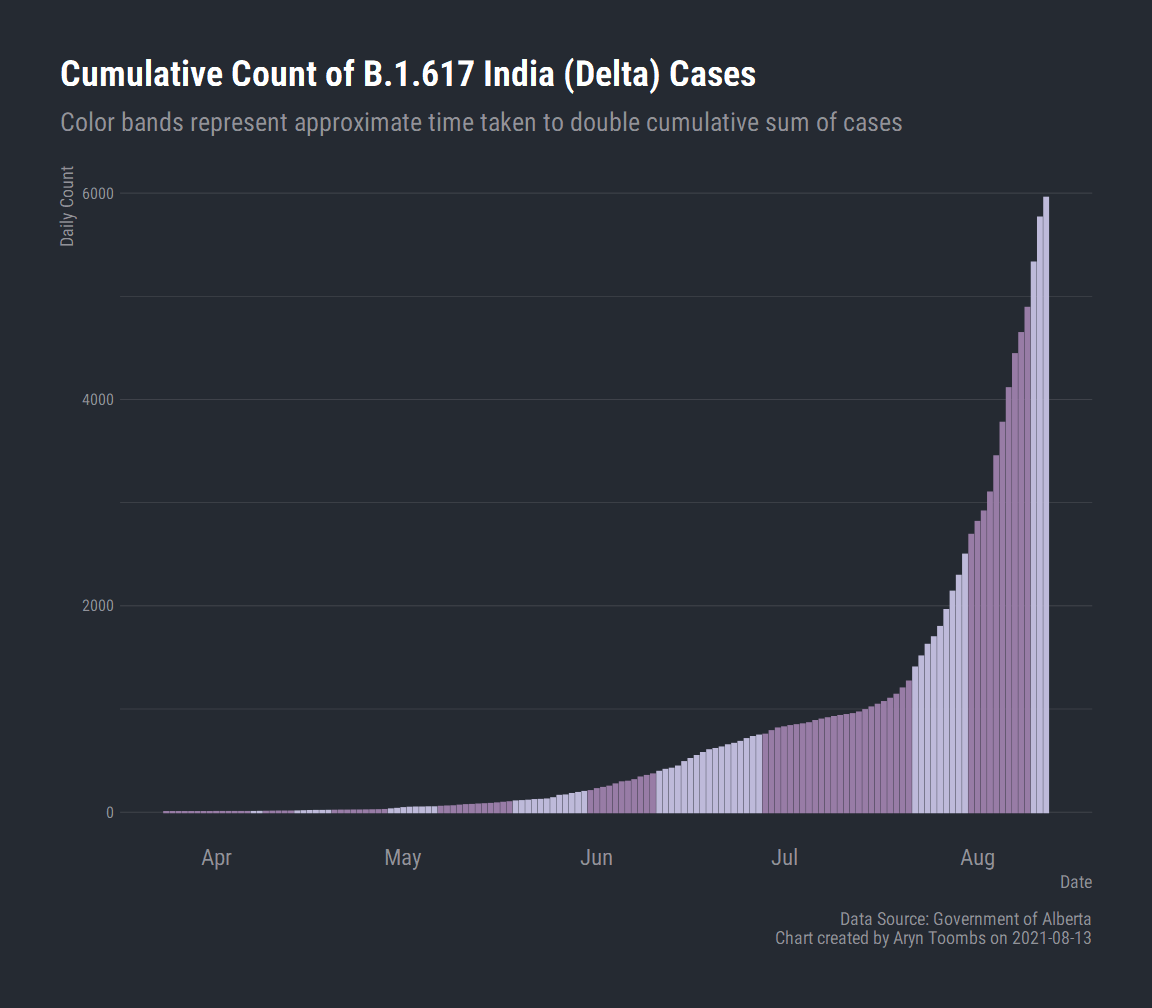 Cumulative Count of B.1.617 India (Delta) Cases
Color bands represent approximate time taken to double cumulative sum of cases
Daily Count
6000
4000
2000
0
Apr May Jun Jul Aug
Date
Data Source: Government of Alberta
Chart created by Aryn Toombs on 2021-08-13